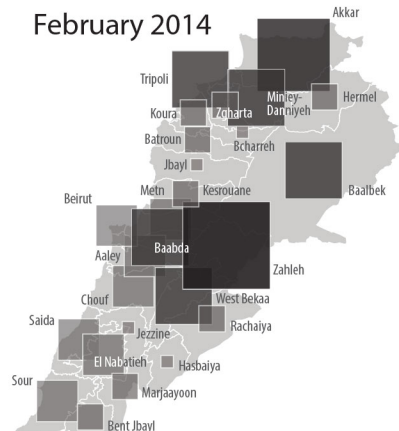 February 2014
Akkar
Tripoli
Minley-
Danniyeh
Hermel
Koura
Zgharta
Batroun
Bcharreh
Jbayl
Metn
Kesrouane
Baalbek
Beirut
Baabda
Aaley
Zahleh
Chouf
West Bekaa
Rachaiya
Saida
Jezzine
El Nabatieh
Hasbaiya
Sour
Marjaayoon
Bent Jbayl